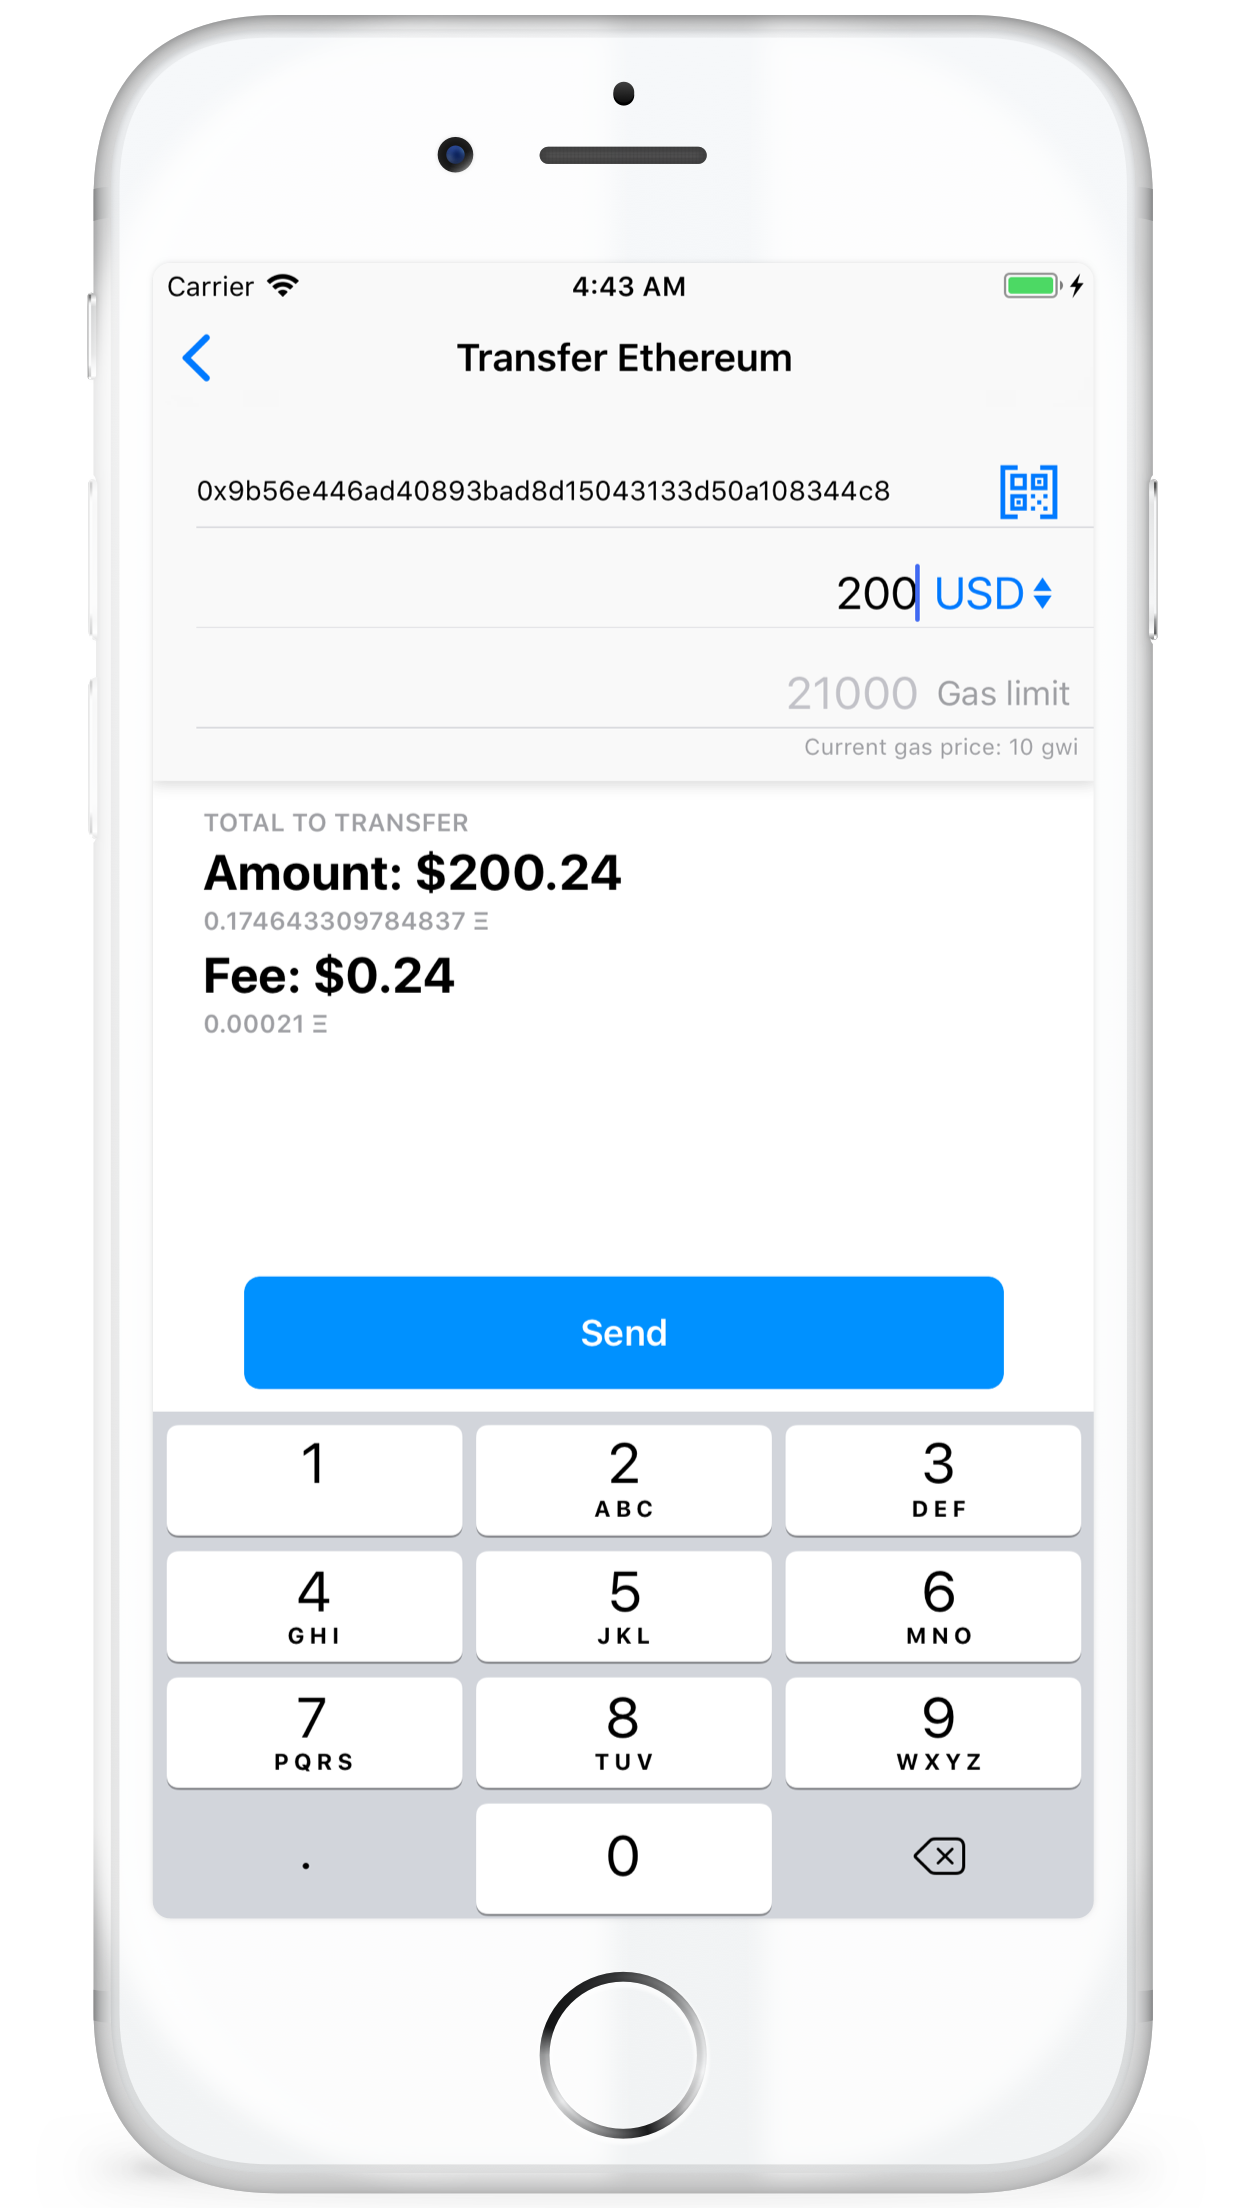 Carrier 4:43 AM
Transfer Ethereum
0x9b56e446ad40893bad8d15043133d50a108344c8
200 USD
21000 Gas limit
Current gas price: 10 gwi
TOTAL TO TRANSFER
Amount: $200.24
0.174643309784837 Ξ
Fee: $0.24
0.00021 Ξ
Send
1 2 3
ABC DEF
4 5 6
GHI JKL MNO
7 8 9
PQRS TUV WXYZ
. 0